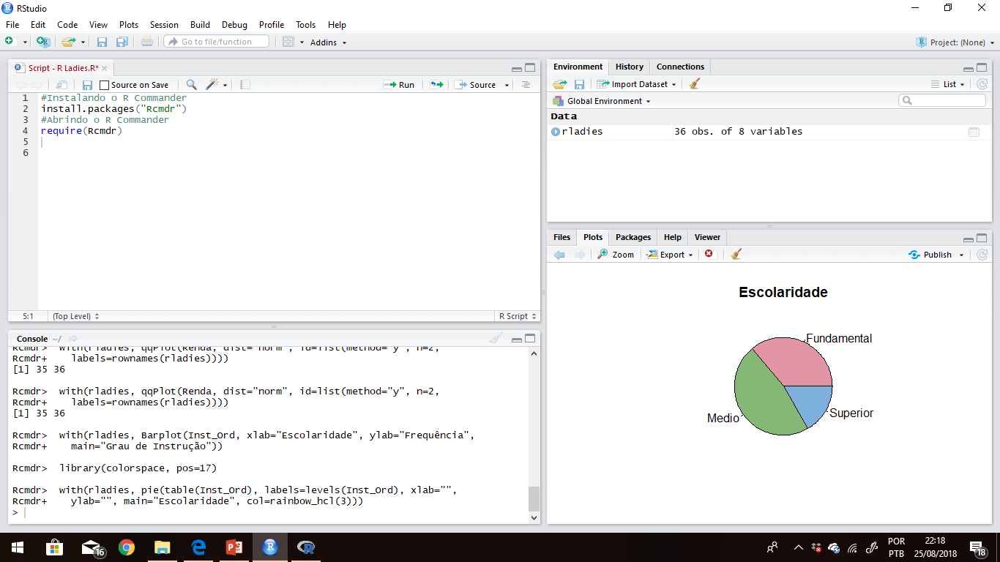 RStudio
File Edit Code View Plots Session Build Debug Profile Tools Help
Go to file/function Addins Project: (None)
Script - R Ladies.R*
Source on Save Run Source
1 #Instalando o R Commander
2 install.packages("Rcmdr")
3 #Abrindo o R Commander
4 require(Rcmdr)
5
6
5:1 (Top Level) R Script
Console ~/
Rcmdr> with(rladies, qqPlot(Renda, dist="norm", id=list(method="y", n=2,
Rcmdr+ labels=rownames(rladies))))
[1] 35 36
Rcmdr> with(rladies, qqPlot(Renda, dist="norm", id=list(method="y", n=2,
Rcmdr+ labels=rownames(rladies))))
[1] 35 36
Rcmdr> with(rladies, Barplot(Inst_Ord, xlab="Escolaridade", ylab="Frequência",
Rcmdr+ main="Grau de Instrução"))
Rcmdr> library(colorspace, pos=17)
Rcmdr> with(rladies, pie(table(Inst_Ord), labels=levels(Inst_Ord), xlab="",
Rcmdr+ ylab="", main="Escolaridade", col=rainbow_hcl(3)))
>
Environment History Connections
Import Dataset List
Global Environment
Data
rladies 36 obs. of 8 variables
Files Plots Packages Help Viewer
Zoom Export Publish
Escolaridade
Fundamental
Medio
Superior
16
POR
PTB
22:18
25/08/2018
18